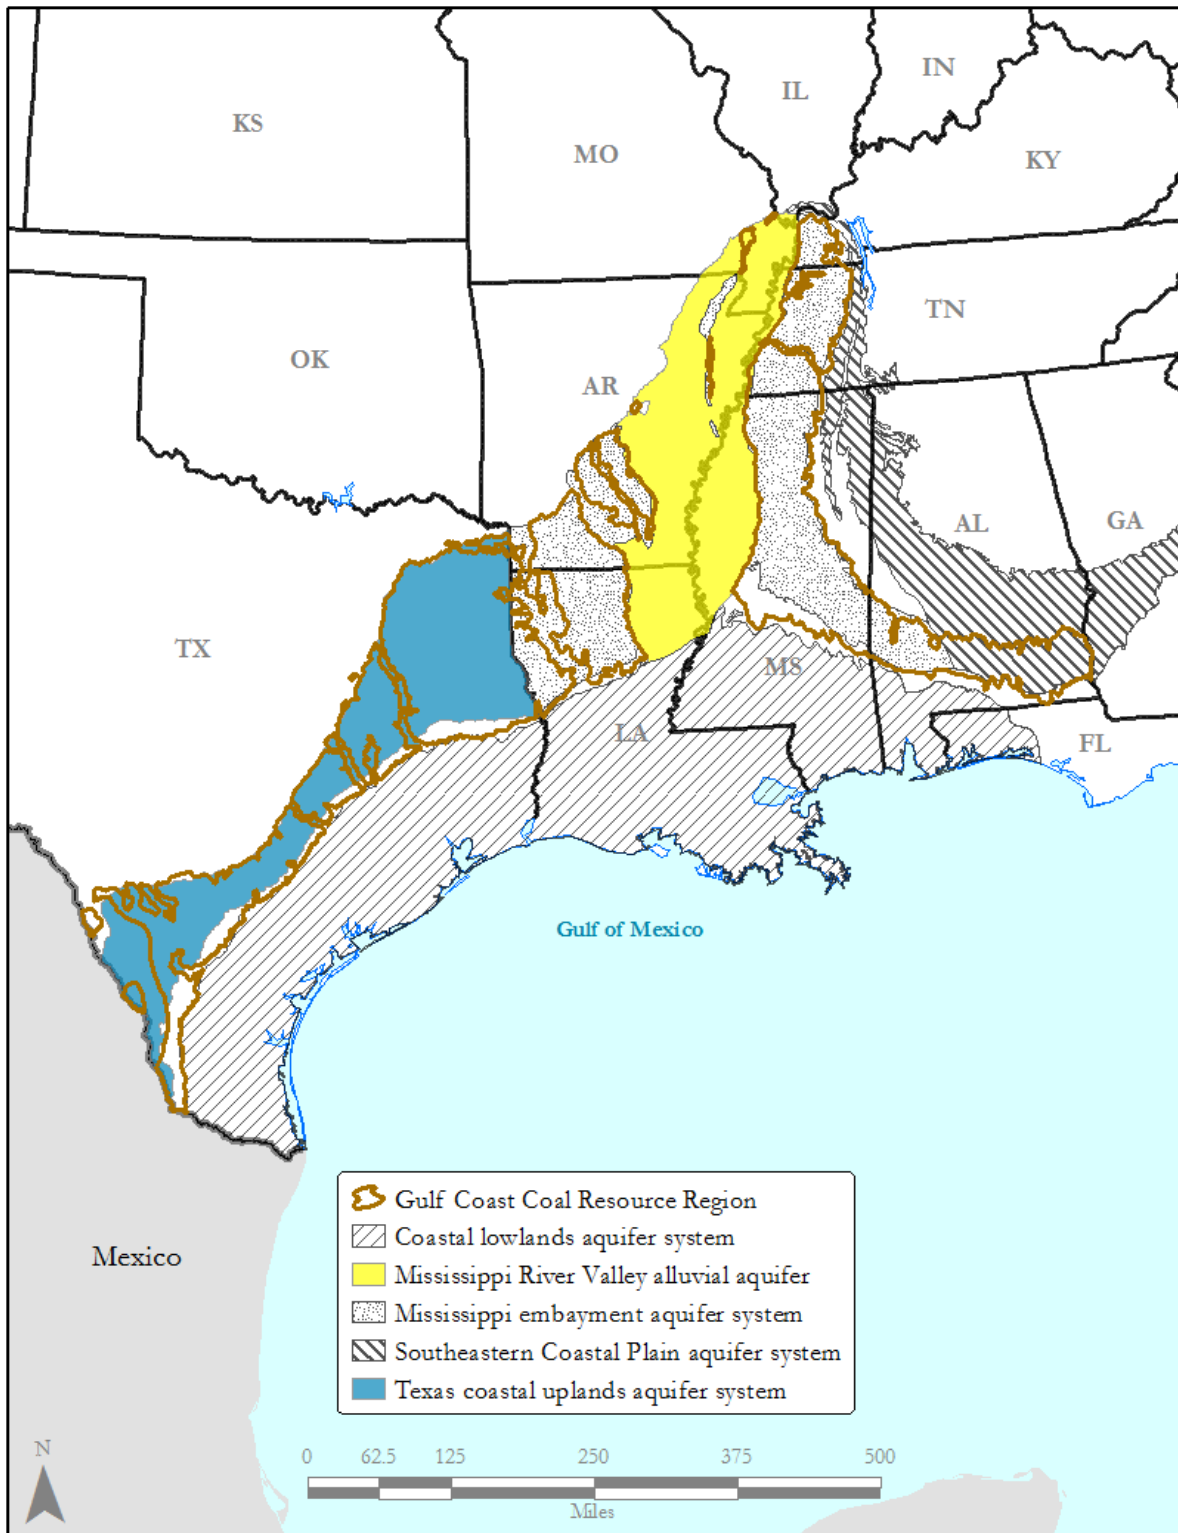 IN
IL
KS
MO
KY
TN
OK
AR
AL
GA
TX
MS
LA
FL
Gulf of Mexico
Mexico
Gulf Coast Coal Resource Region
Coastal lowlands aquifer system
Mississippi River Valley alluvial aquifer
Mississippi embayment aquifer system
Southeastern Coastal Plain aquifer system
Texas coastal uplands aquifer system
N
0 62.5 125 250 375 500
Miles